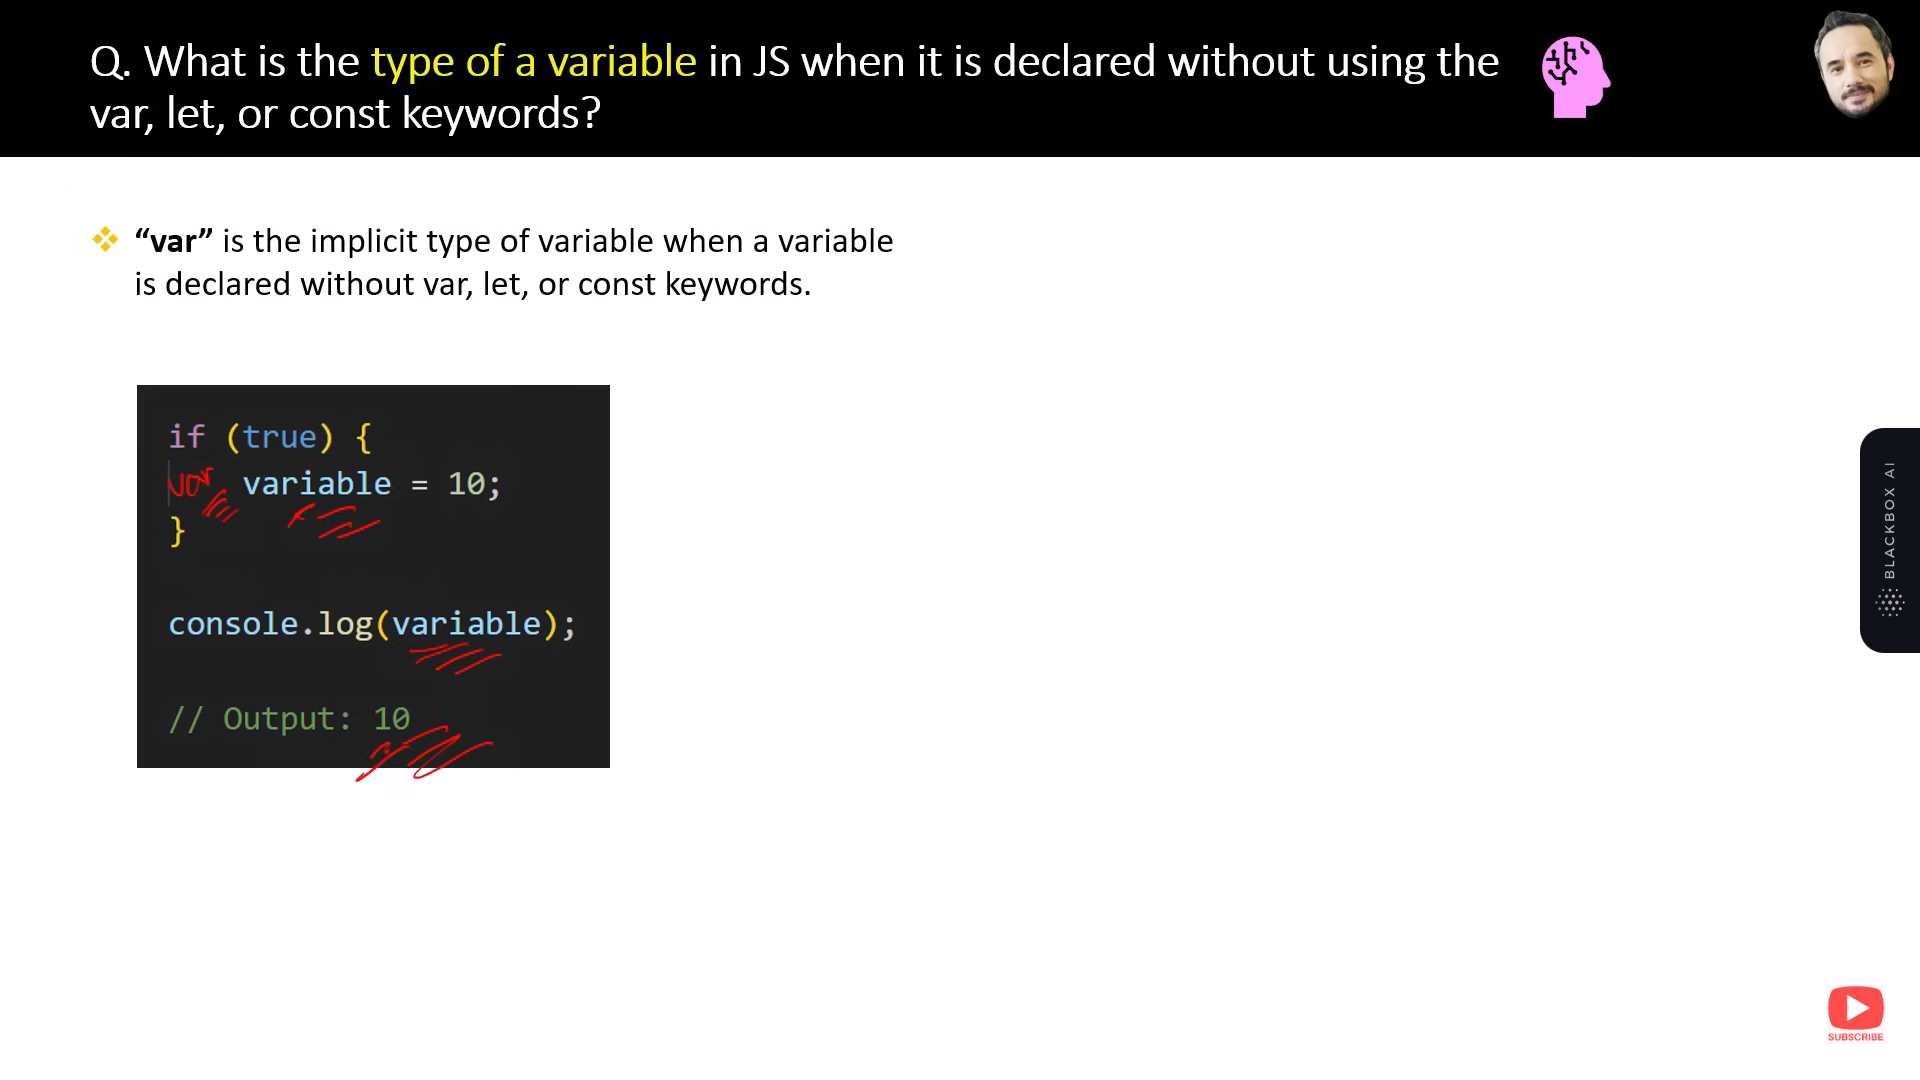 Q. What is the type of a variable in JS when it is declared without using the
var, let, or const keywords?
“var” is the implicit type of variable when a variable
is declared without var, let, or const keywords.
if (true) {
var variable = 10;
}
console.log(variable);
// Output: 10
BLACKBOX AI
SUBSCRIBE